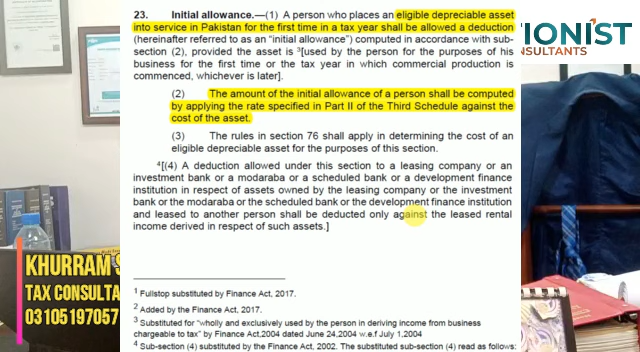 23. Initial allowance.—(1) A person who places an eligible depreciable asset
into service in Pakistan for the first time in a tax year shall be allowed a deduction
(hereinafter referred to as an "initial allowance") computed in accordance with sub-
section (2), provided the asset is 3[used by the person for the purposes of his
business for the first time or the tax year in which commercial production is
commenced, whichever is later].
(2) The amount of the initial allowance of a person shall be computed
by applying the rate specified in Part II of the Third Schedule against the
cost of the asset.
(3) The rules in section 76 shall apply in determining the cost of an
eligible depreciable asset for the purposes of this section.
4[(4) A deduction allowed under this section to a leasing company or an
investment bank or a modaraba or a scheduled bank or a development finance
institution in respect of assets owned by the leasing company or the investment
bank or the modaraba or the scheduled bank or the development finance institution
and leased to another person shall be deducted only against the leased rental
income derived in respect of such assets.]
1 Fullstop substituted by Finance Act, 2017.
2 Added by the Finance Act, 2017.
3 Substituted for "wholly and exclusively used by the person in deriving income from business
chargeable to tax" by Finance Act,2004 dated June 24,2004 w.e.f July 1,2004
4 Sub-section (4) substituted by Finance Act, 2002. The substituted sub-section (4) read as follows:
TIONIST
NSULTANTS
KHURRAM S
TAX CONSULTA
03105197057